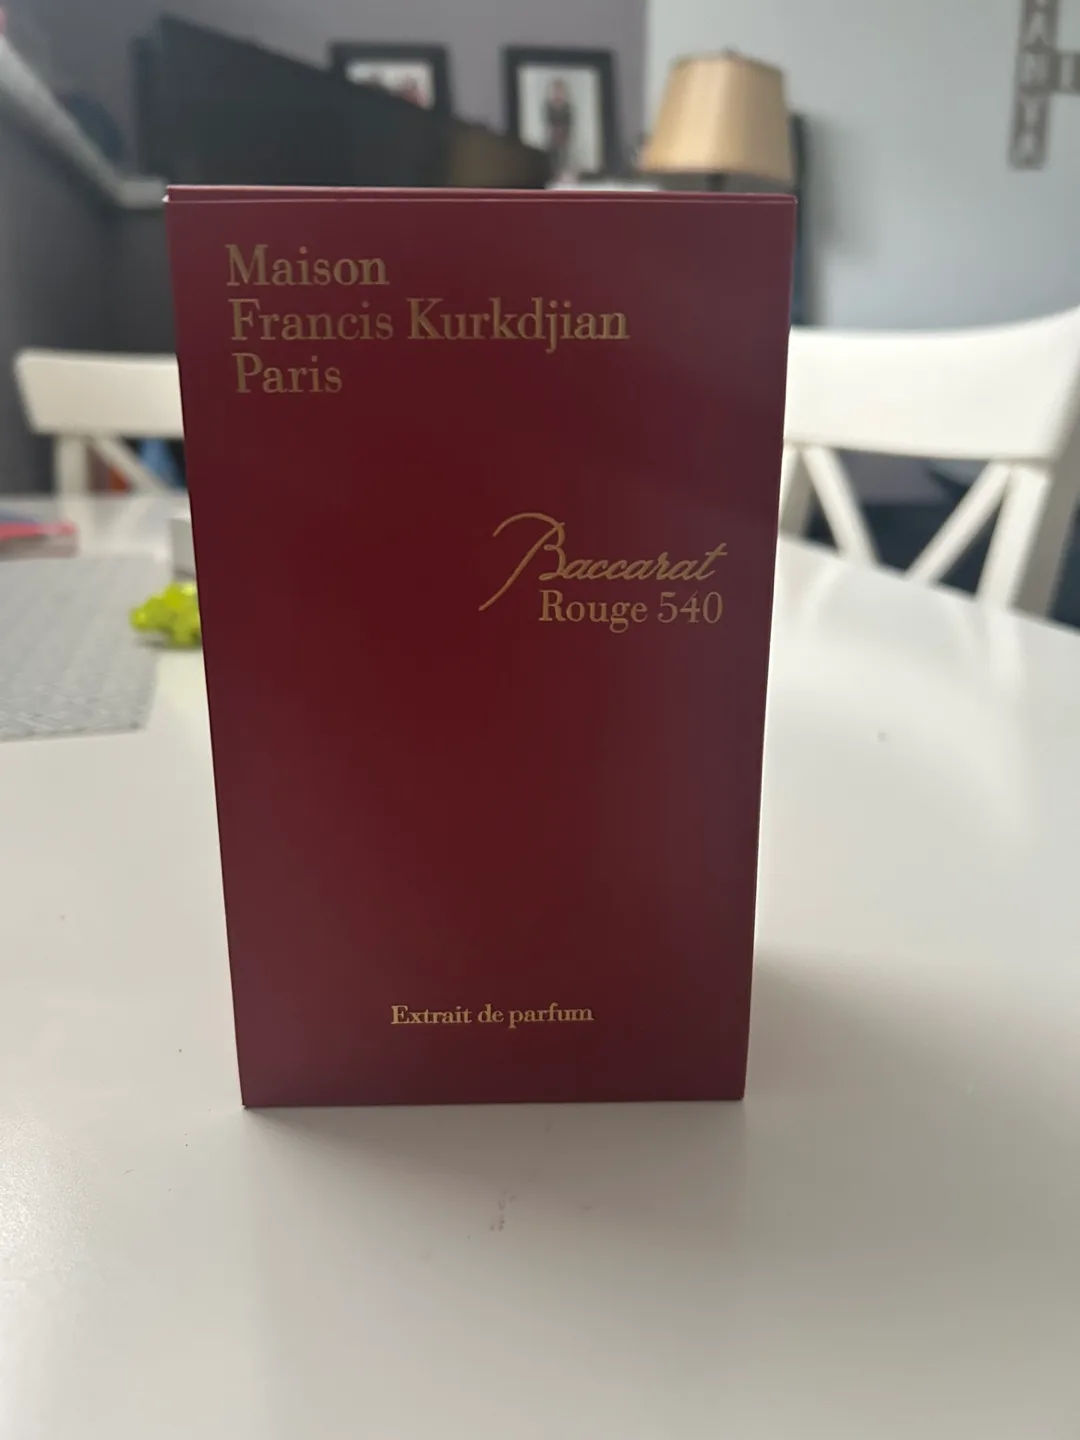 Maison
Francis Kurkdjian
Paris
Baccarat
Rouge 540
Extrait de parfum